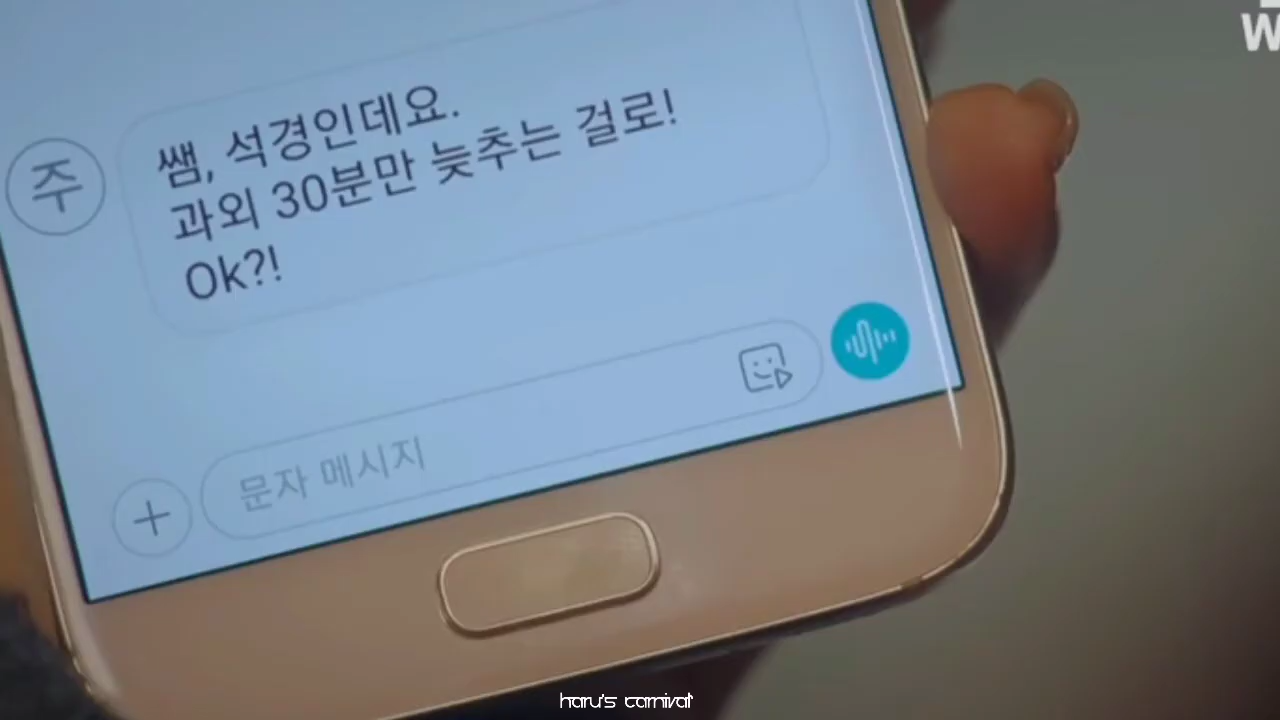 W
주
쌤, 석경인데요.
과외 30분만 늦추는 걸로!
Ok?!
문자 메시지
haru's carnival